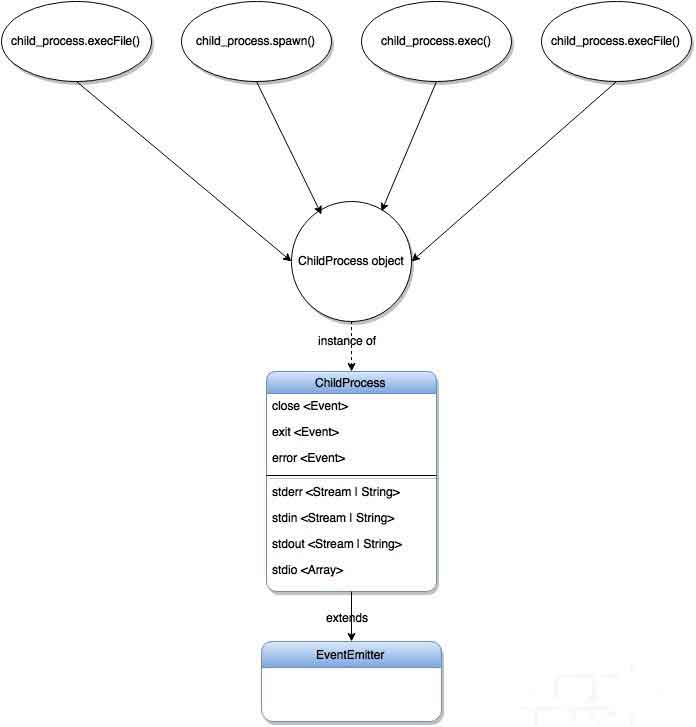 child_process.execFile()
child_process.spawn()
child_process.exec()
child_process.execFile()
ChildProcess object
instance of
ChildProcess
close <Event>
exit <Event>
error <Event>
stderr <Stream | String>
stdin <Stream | String>
stdout <Stream | String>
stdio <Array>
extends
EventEmitter